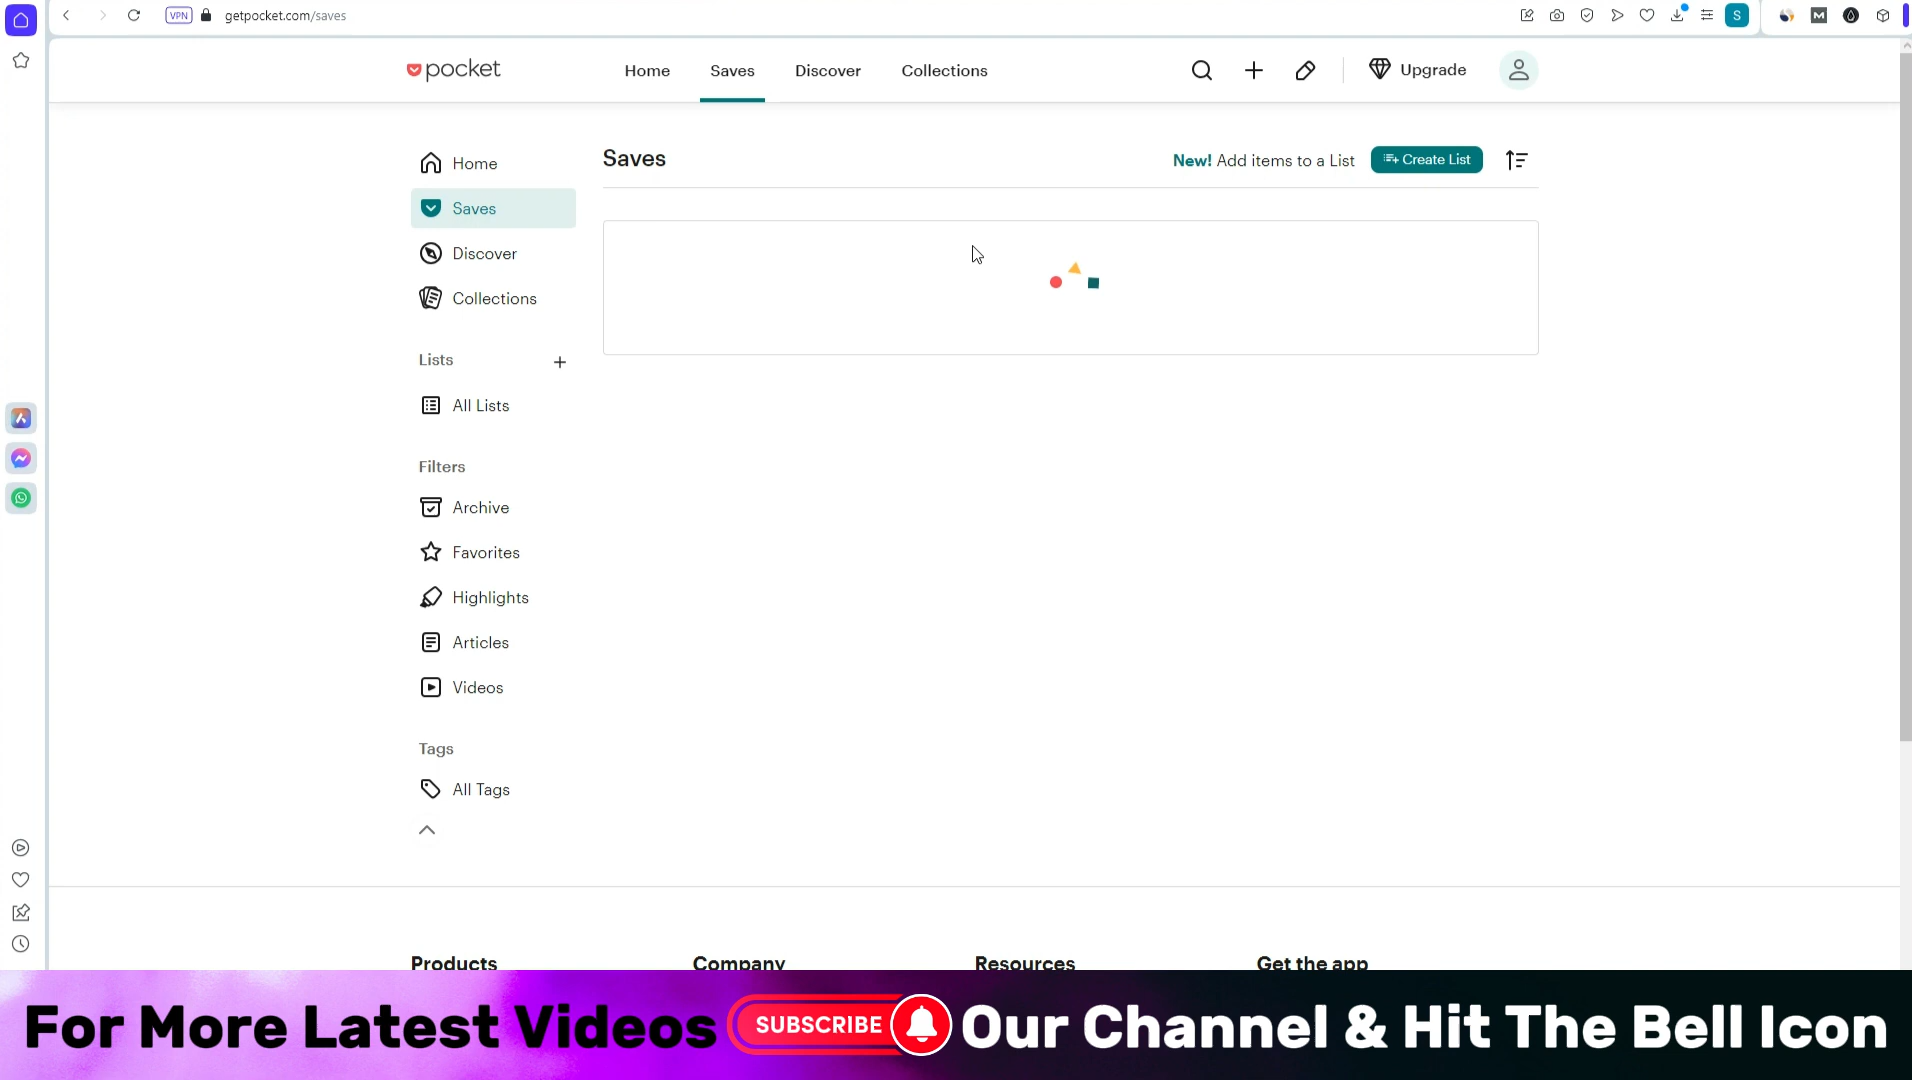 VPN getpocket.com/saves
S
M
pocket
Home Saves Discover Collections
Upgrade
Home
Saves
Discover
Collections
Lists
All Lists
Filters
Archive
Favorites
Highlights
Articles
Videos
Tags
All Tags
Saves
New! Add items to a List Create List
Products Company Resources Get the app
For More Latest Videos SUBSCRIBE Our Channel & Hit The Bell Icon